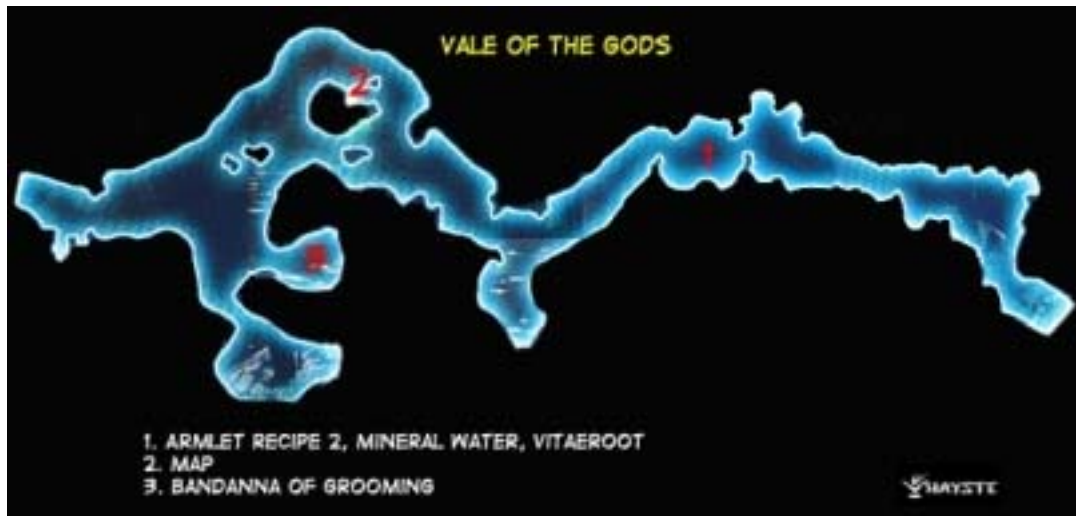 VALE OF THE GODS
2
1
1. ARMLET RECIPE 2, MINERAL WATER, VITAEROOT
2. MAP
3. BANDANNA OF GROOMING
HAYSTE